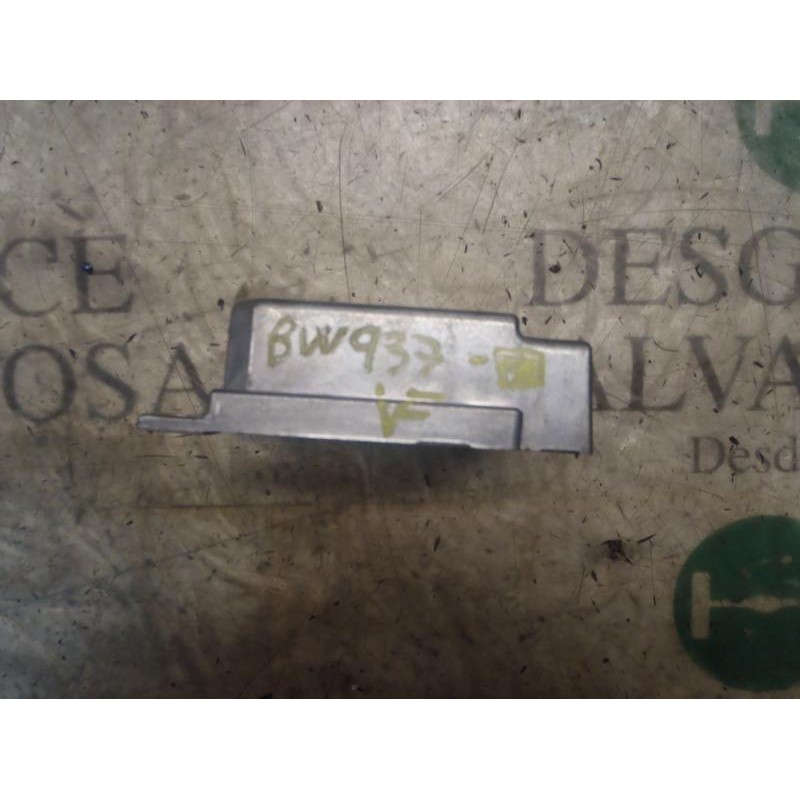 CÈ DESG
BW937-
OSA ALVA
V=
Desd